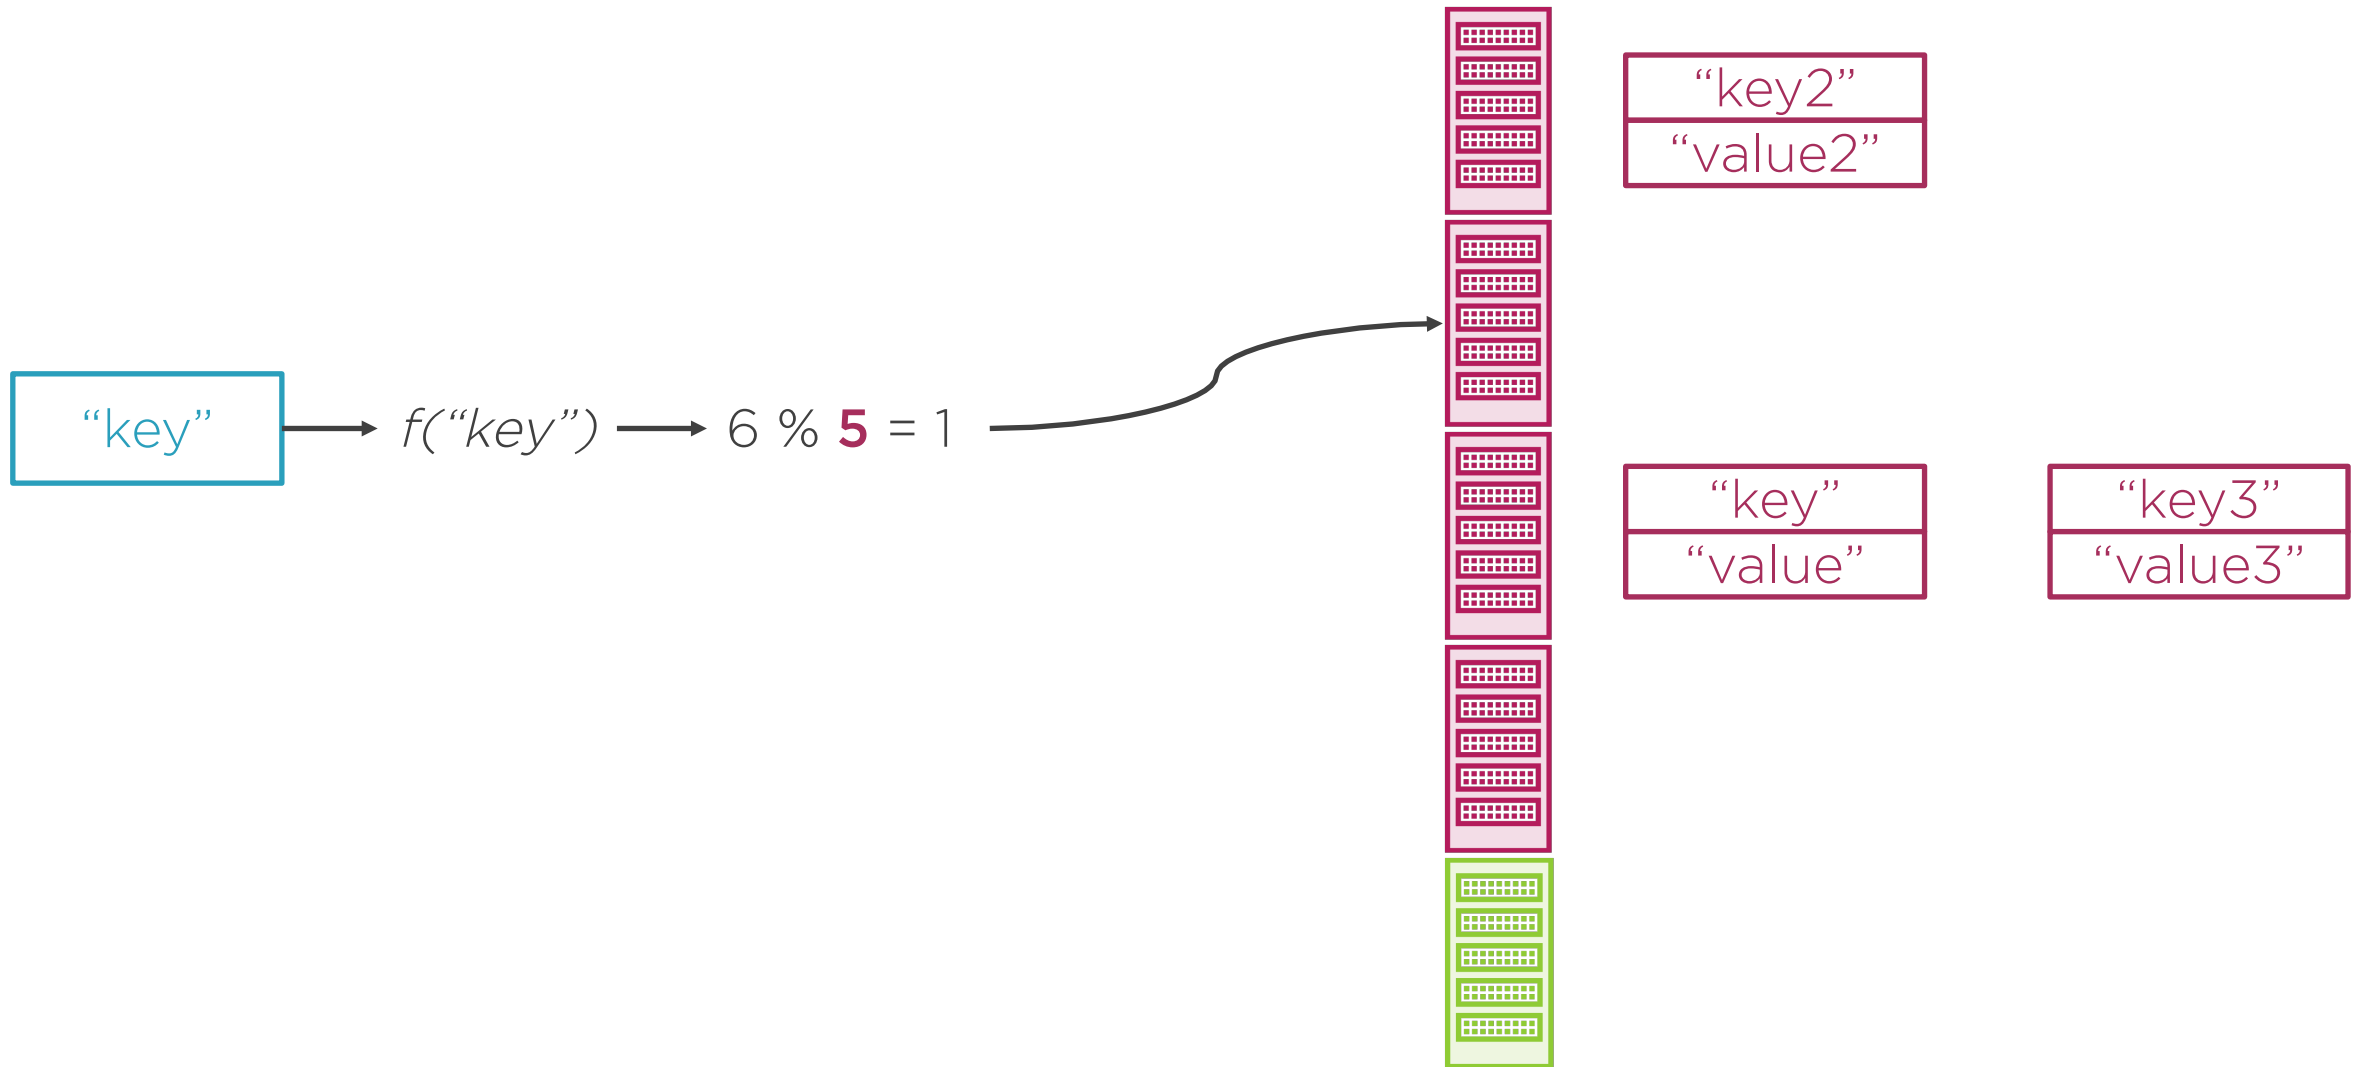 “key2”
“value2”
“key”
f(“key”)
6 % 5 = 1
“key”
“value”
“key3”
“value3”